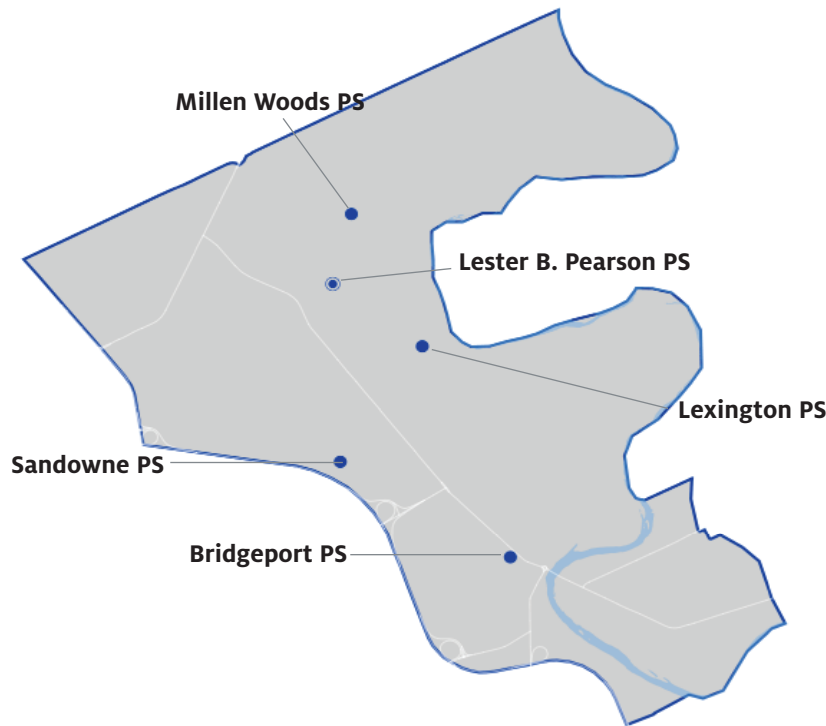 Millen Woods PS
Lester B. Pearson PS
Lexington PS
Sandowne PS
Bridgeport PS